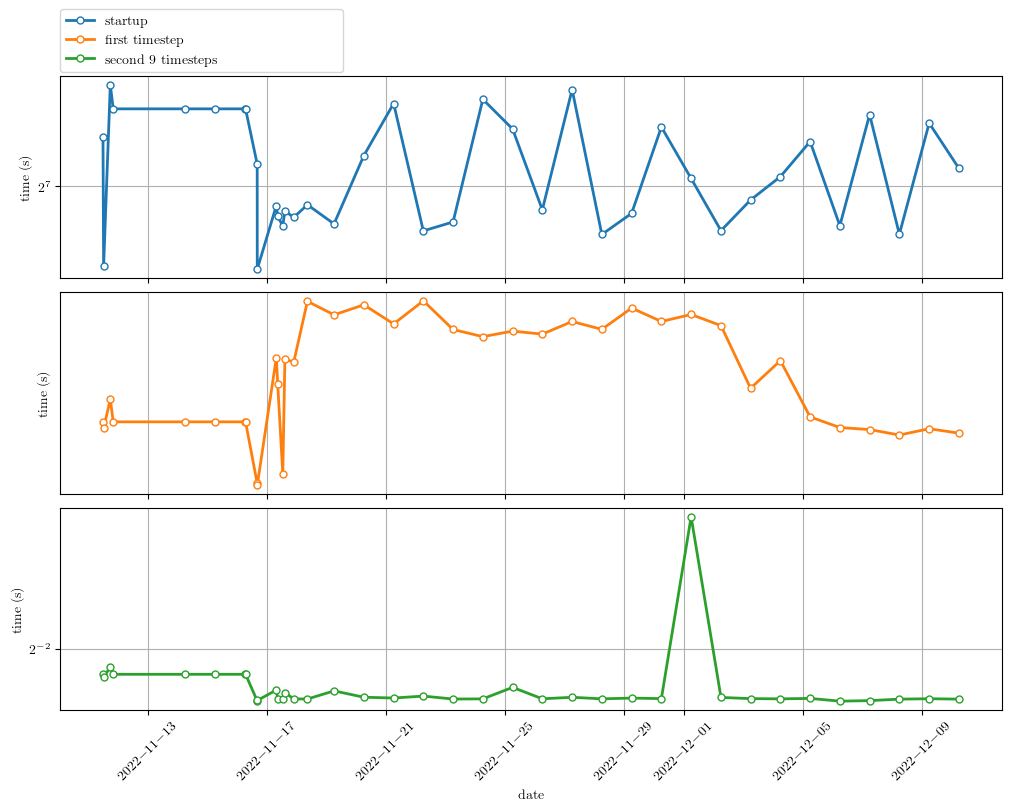 startup
first timestep
second 9 timesteps
time (s)
2^7
time (s)
time (s)
2^−2
2022−11−13
2022−11−17
2022−11−21
2022−11−25
2022−11−29
2022−12−01
2022−12−05
2022−12−09
date